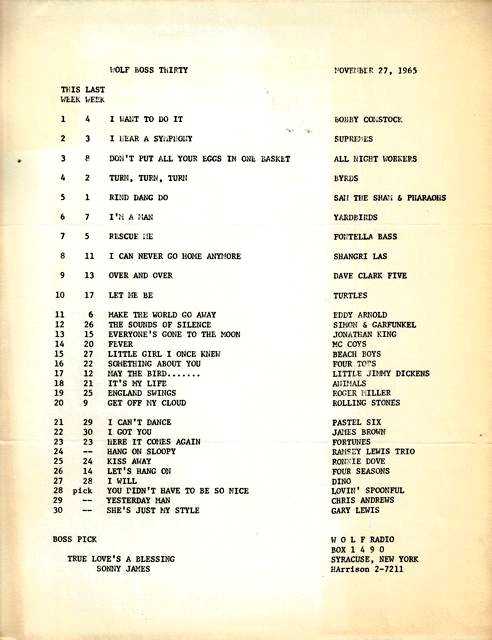 WOLF BOSS THIRTY NOVEMBER 27, 1965
THIS LAST
WEEK WEEK
1 4 I WANT TO DO IT BOBBY COMSTOCK
2 3 I HEAR A SYMPHONY SUPREMES
3 8 DON'T PUT ALL YOUR EGGS IN ONE BASKET ALL NIGHT WORKERS
4 2 TURN, TURN, TURN BYRDS
5 1 RIND DANG DO SAM THE SHAM & PHARAOHS
6 7 I'M A MAN YARDBIRDS
7 5 RESCUE ME FONTELLA BASS
8 11 I CAN NEVER GO HOME ANYMORE SHANGRI LAS
9 13 OVER AND OVER DAVE CLARK FIVE
10 17 LET ME BE TURTLES
11 6 MAKE THE WORLD GO AWAY EDDY ARNOLD
12 26 THE SOUNDS OF SILENCE SIMON & GARFUNKEL
13 15 EVERYONE'S GONE TO THE MOON JONATHAN KING
14 20 FEVER MC COYS
15 27 LITTLE GIRL I ONCE KNEW BEACH BOYS
16 22 SOMETHING ABOUT YOU FOUR TOPS
17 12 MAY THE BIRD....... LITTLE JIMMY DICKENS
18 21 IT'S MY LIFE ANIMALS
19 25 ENGLAND SWINGS ROGER MILLER
20 9 GET OFF MY CLOUD ROLLING STONES
21 29 I CAN'T DANCE PASTEL SIX
22 30 I GOT YOU JAMES BROWN
23 23 HERE IT COMES AGAIN FORTUNES
24 -- HANG ON SLOOPY RAMSEY LEWIS TRIO
25 24 KISS AWAY RONNIE DOVE
26 14 LET'S HANG ON FOUR SEASONS
27 28 I WILL DINO
28 pick YOU DIDN'T HAVE TO BE SO NICE LOVIN' SPOONFUL
29 -- YESTERDAY MAN CHRIS ANDREWS
30 -- SHE'S JUST MY STYLE GARY LEWIS
BOSS PICK W O L F RADIO
BOX 1 4 9 0
TRUE LOVE'S A BLESSING SYRACUSE, NEW YORK
SONNY JAMES HArrison 2-7211